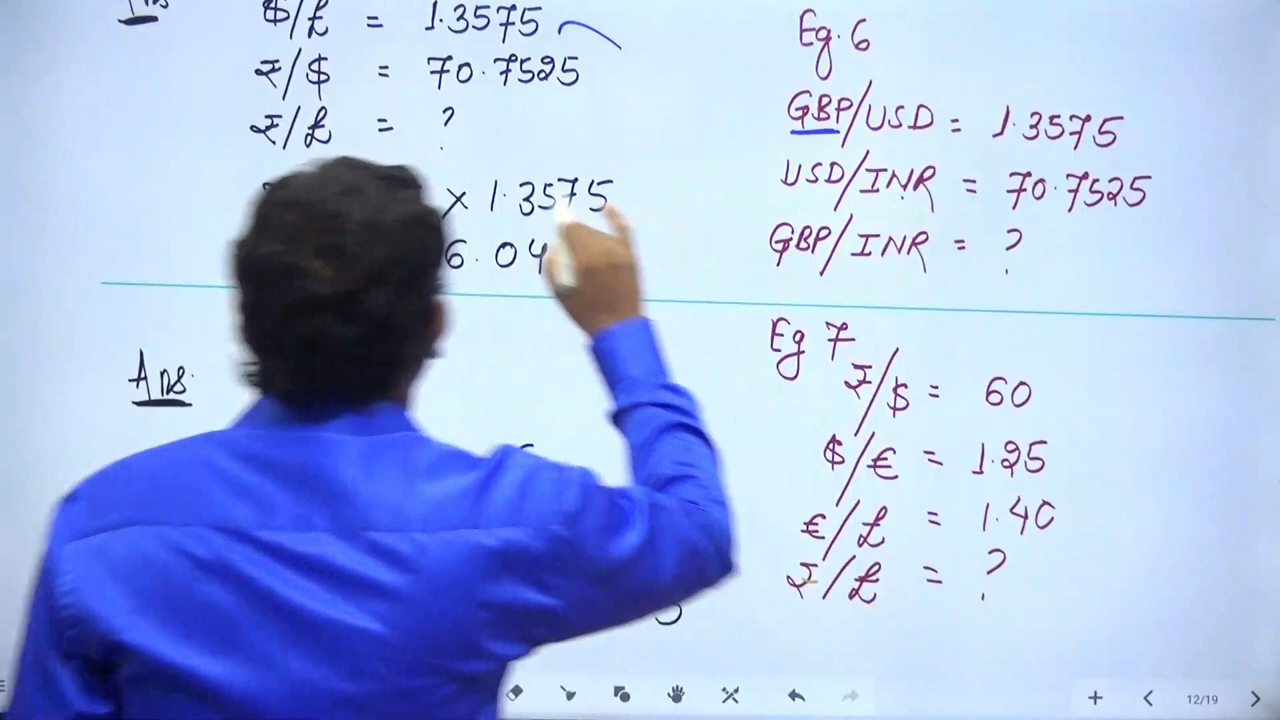 Ans
$/£ = 1.3575
₹/$ = 70.7525
₹/£ = ?
× 1.3575
6.04
Eg. 6
GBP/USD = 1.3575
USD/INR = 70.7525
GBP/INR = ?
Ans.
Eg 7
₹/$ = 60
$/€ = 1.25
€/£ = 1.40
₹/£ = ?
12/19